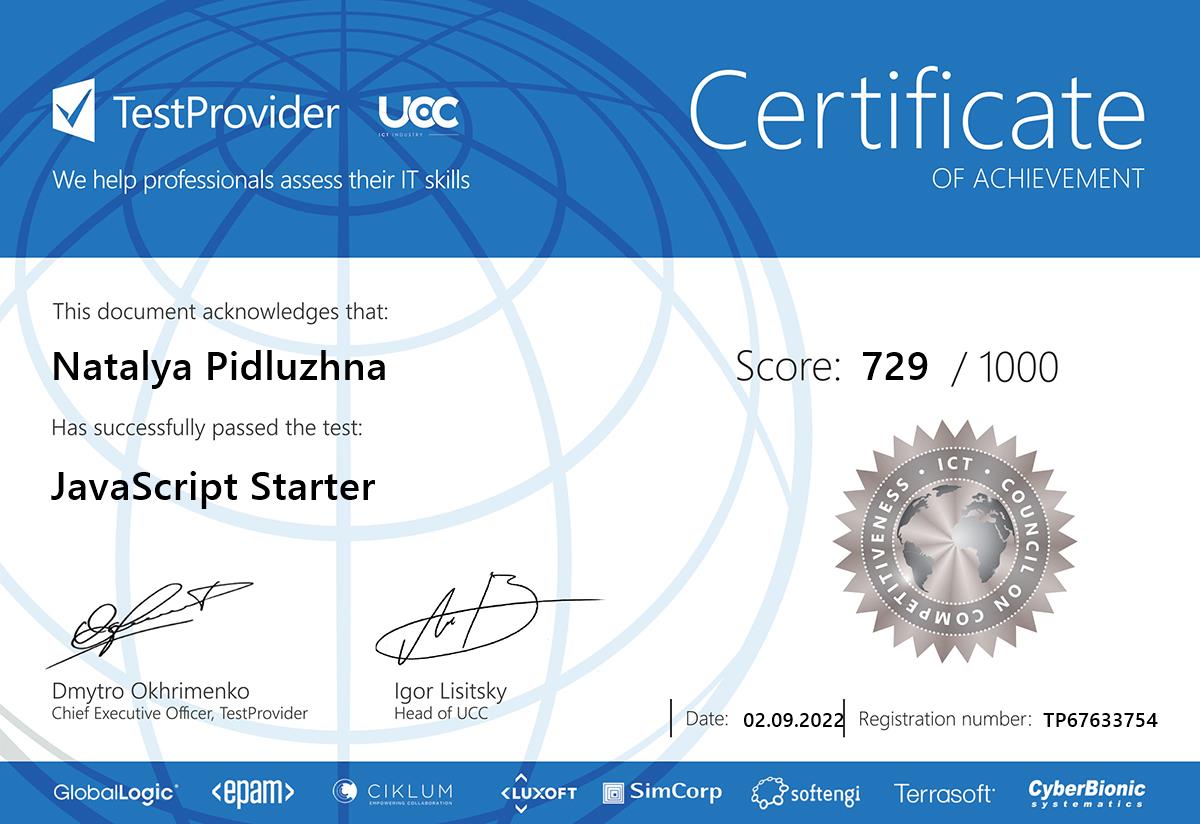 TestProvider
UCC
ICT INDUSTRY
We help professionals assess their IT skills
Certificate
OF ACHIEVEMENT
This document acknowledges that:
Natalya Pidluzhna
Score: 729 / 1000
Has successfully passed the test:
JavaScript Starter
· ICT · COUNCIL ON COMPETITIVENESS
Dmytro Okhrimenko
Chief Executive Officer, TestProvider
Igor Lisitsky
Head of UCC
Date: 02.09.2022
Registration number: TP67633754
GlobalLogic
<epam>
CIKLUM
EMPOWERING COLLABORATION
<LUXOFT
SimCorp
softengi
Terrasoft
CyberBionic
systematics